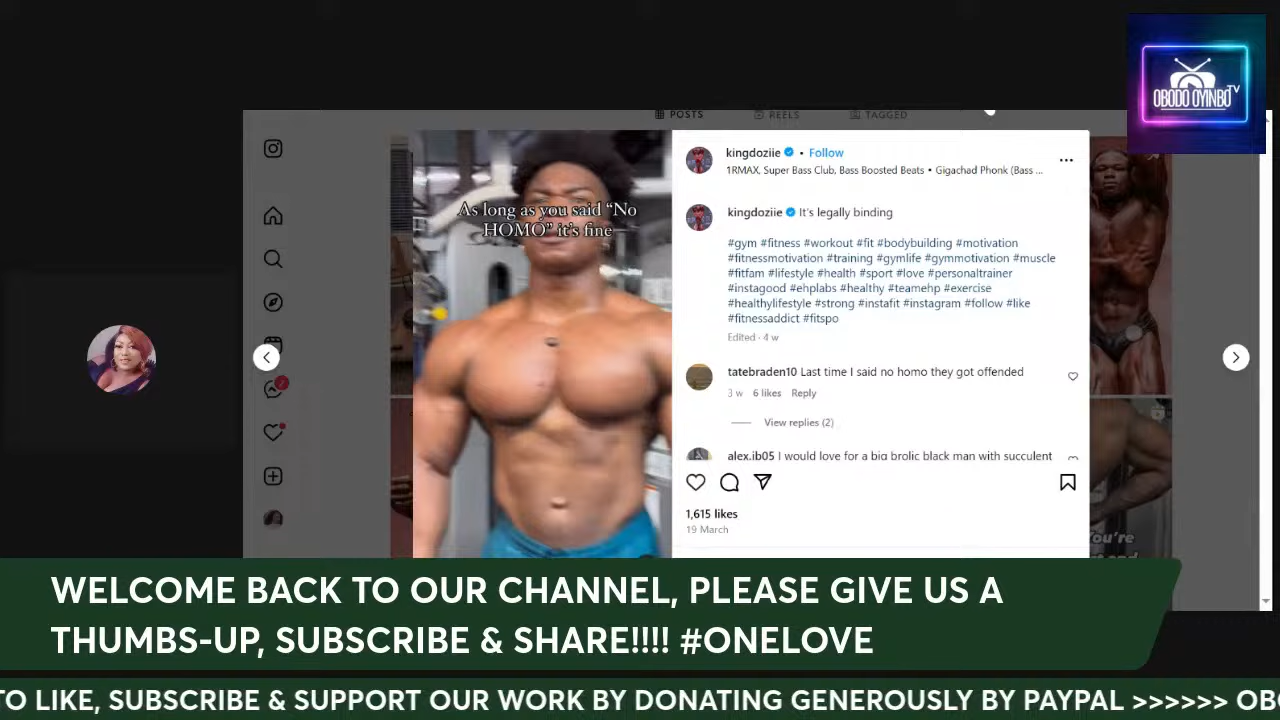 OBODO OYINBO TV
POSTS REELS TAGGED
As long as you said “No
HOMO” it’s fine
kingdoziie • Follow
1RMAX, Super Bass Club, Bass Boosted Beats • Gigachad Phonk (Bass ...
kingdoziie It's legally binding
#gym #fitness #workout #fit #bodybuilding #motivation
#fitnessmotivation #training #gymlife #gymmotivation #muscle
#fitfam #lifestyle #health #sport #love #personaltrainer
#instagood #ehplabs #healthy #teamehp #exercise
#healthylifestyle #strong #instafit #instagram #follow #like
#fitnessaddict #fitspo
Edited · 4 w
tatebraden10 Last time I said no homo they got offended
3 w 6 likes Reply
View replies (2)
alex.ib05 I would love for a big brolic black man with succulent
1,615 likes
19 March
You're
WELCOME BACK TO OUR CHANNEL, PLEASE GIVE US A
THUMBS-UP, SUBSCRIBE & SHARE!!!! #ONELOVE
TO LIKE, SUBSCRIBE & SUPPORT OUR WORK BY DONATING GENEROUSLY BY PAYPAL >>>>>> OBO